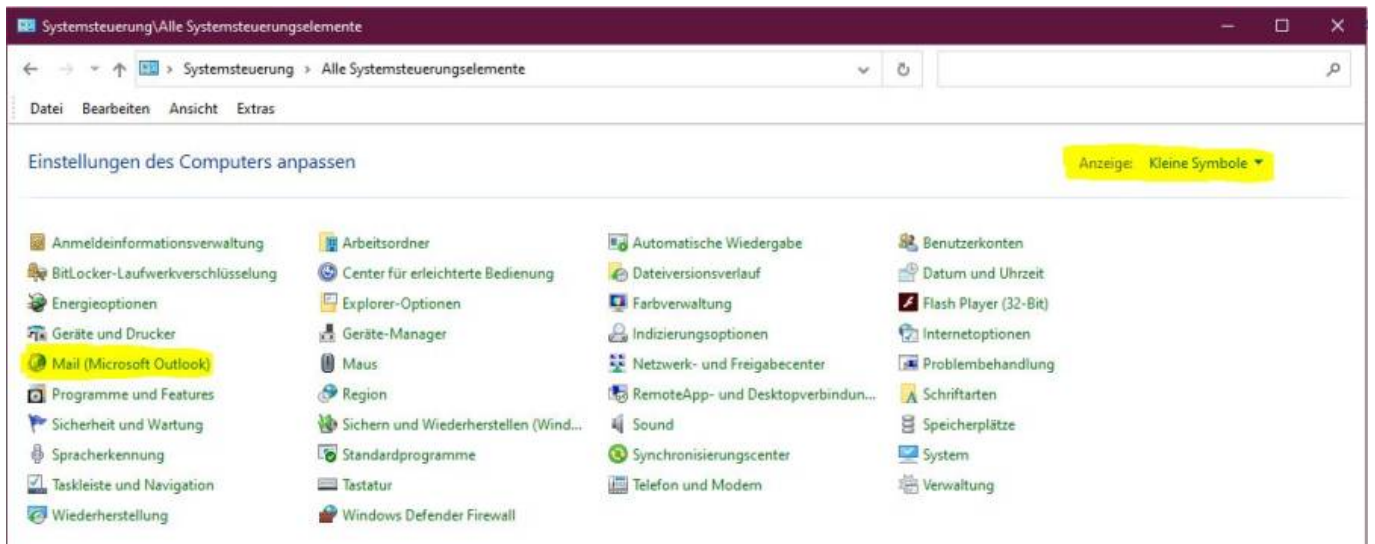 Systemsteuerung\Alle Systemsteuerungselemente
Systemsteuerung > Alle Systemsteuerungselemente
Datei Bearbeiten Ansicht Extras
Einstellungen des Computers anpassen
Anzeige: Kleine Symbole
Anmeldeinformationsverwaltung Arbeitsordner Automatische Wiedergabe Benutzerkonten
BitLocker-Laufwerkverschlüsselung Center für erleichterte Bedienung Dateiversionsverlauf Datum und Uhrzeit
Energieoptionen Explorer-Optionen Farbverwaltung Flash Player (32-Bit)
Geräte und Drucker Geräte-Manager Indizierungsoptionen Internetoptionen
Mail (Microsoft Outlook) Maus Netzwerk- und Freigabecenter Problembehandlung
Programme und Features Region RemoteApp- und Desktopverbindun... Schriftarten
Sicherheit und Wartung Sichern und Wiederherstellen (Wind... Sound Speicherplätze
Spracherkennung Standardprogramme Synchronisierungscenter System
Taskleiste und Navigation Tastatur Telefon und Modem Verwaltung
Wiederherstellung Windows Defender Firewall